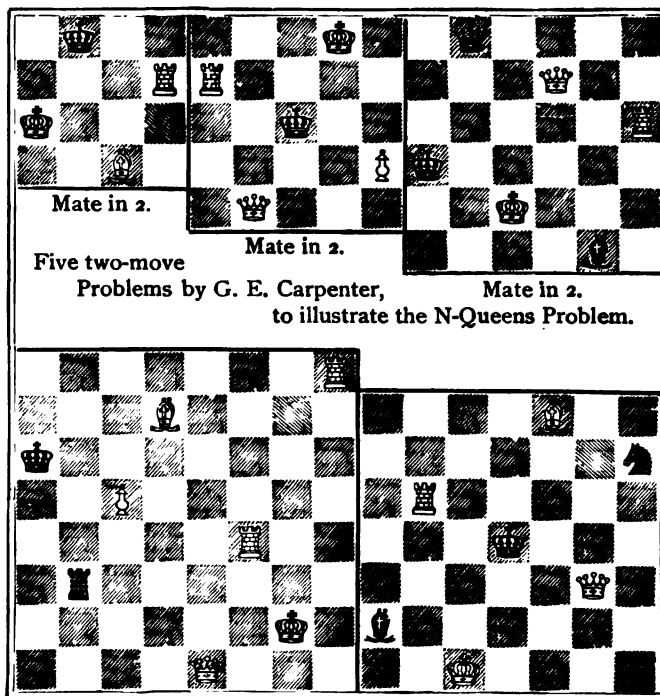 Mate in 2.
Mate in 2.
Mate in 2.
Five two-move
Problems by G. E. Carpenter,
to illustrate the N-Queens Problem.